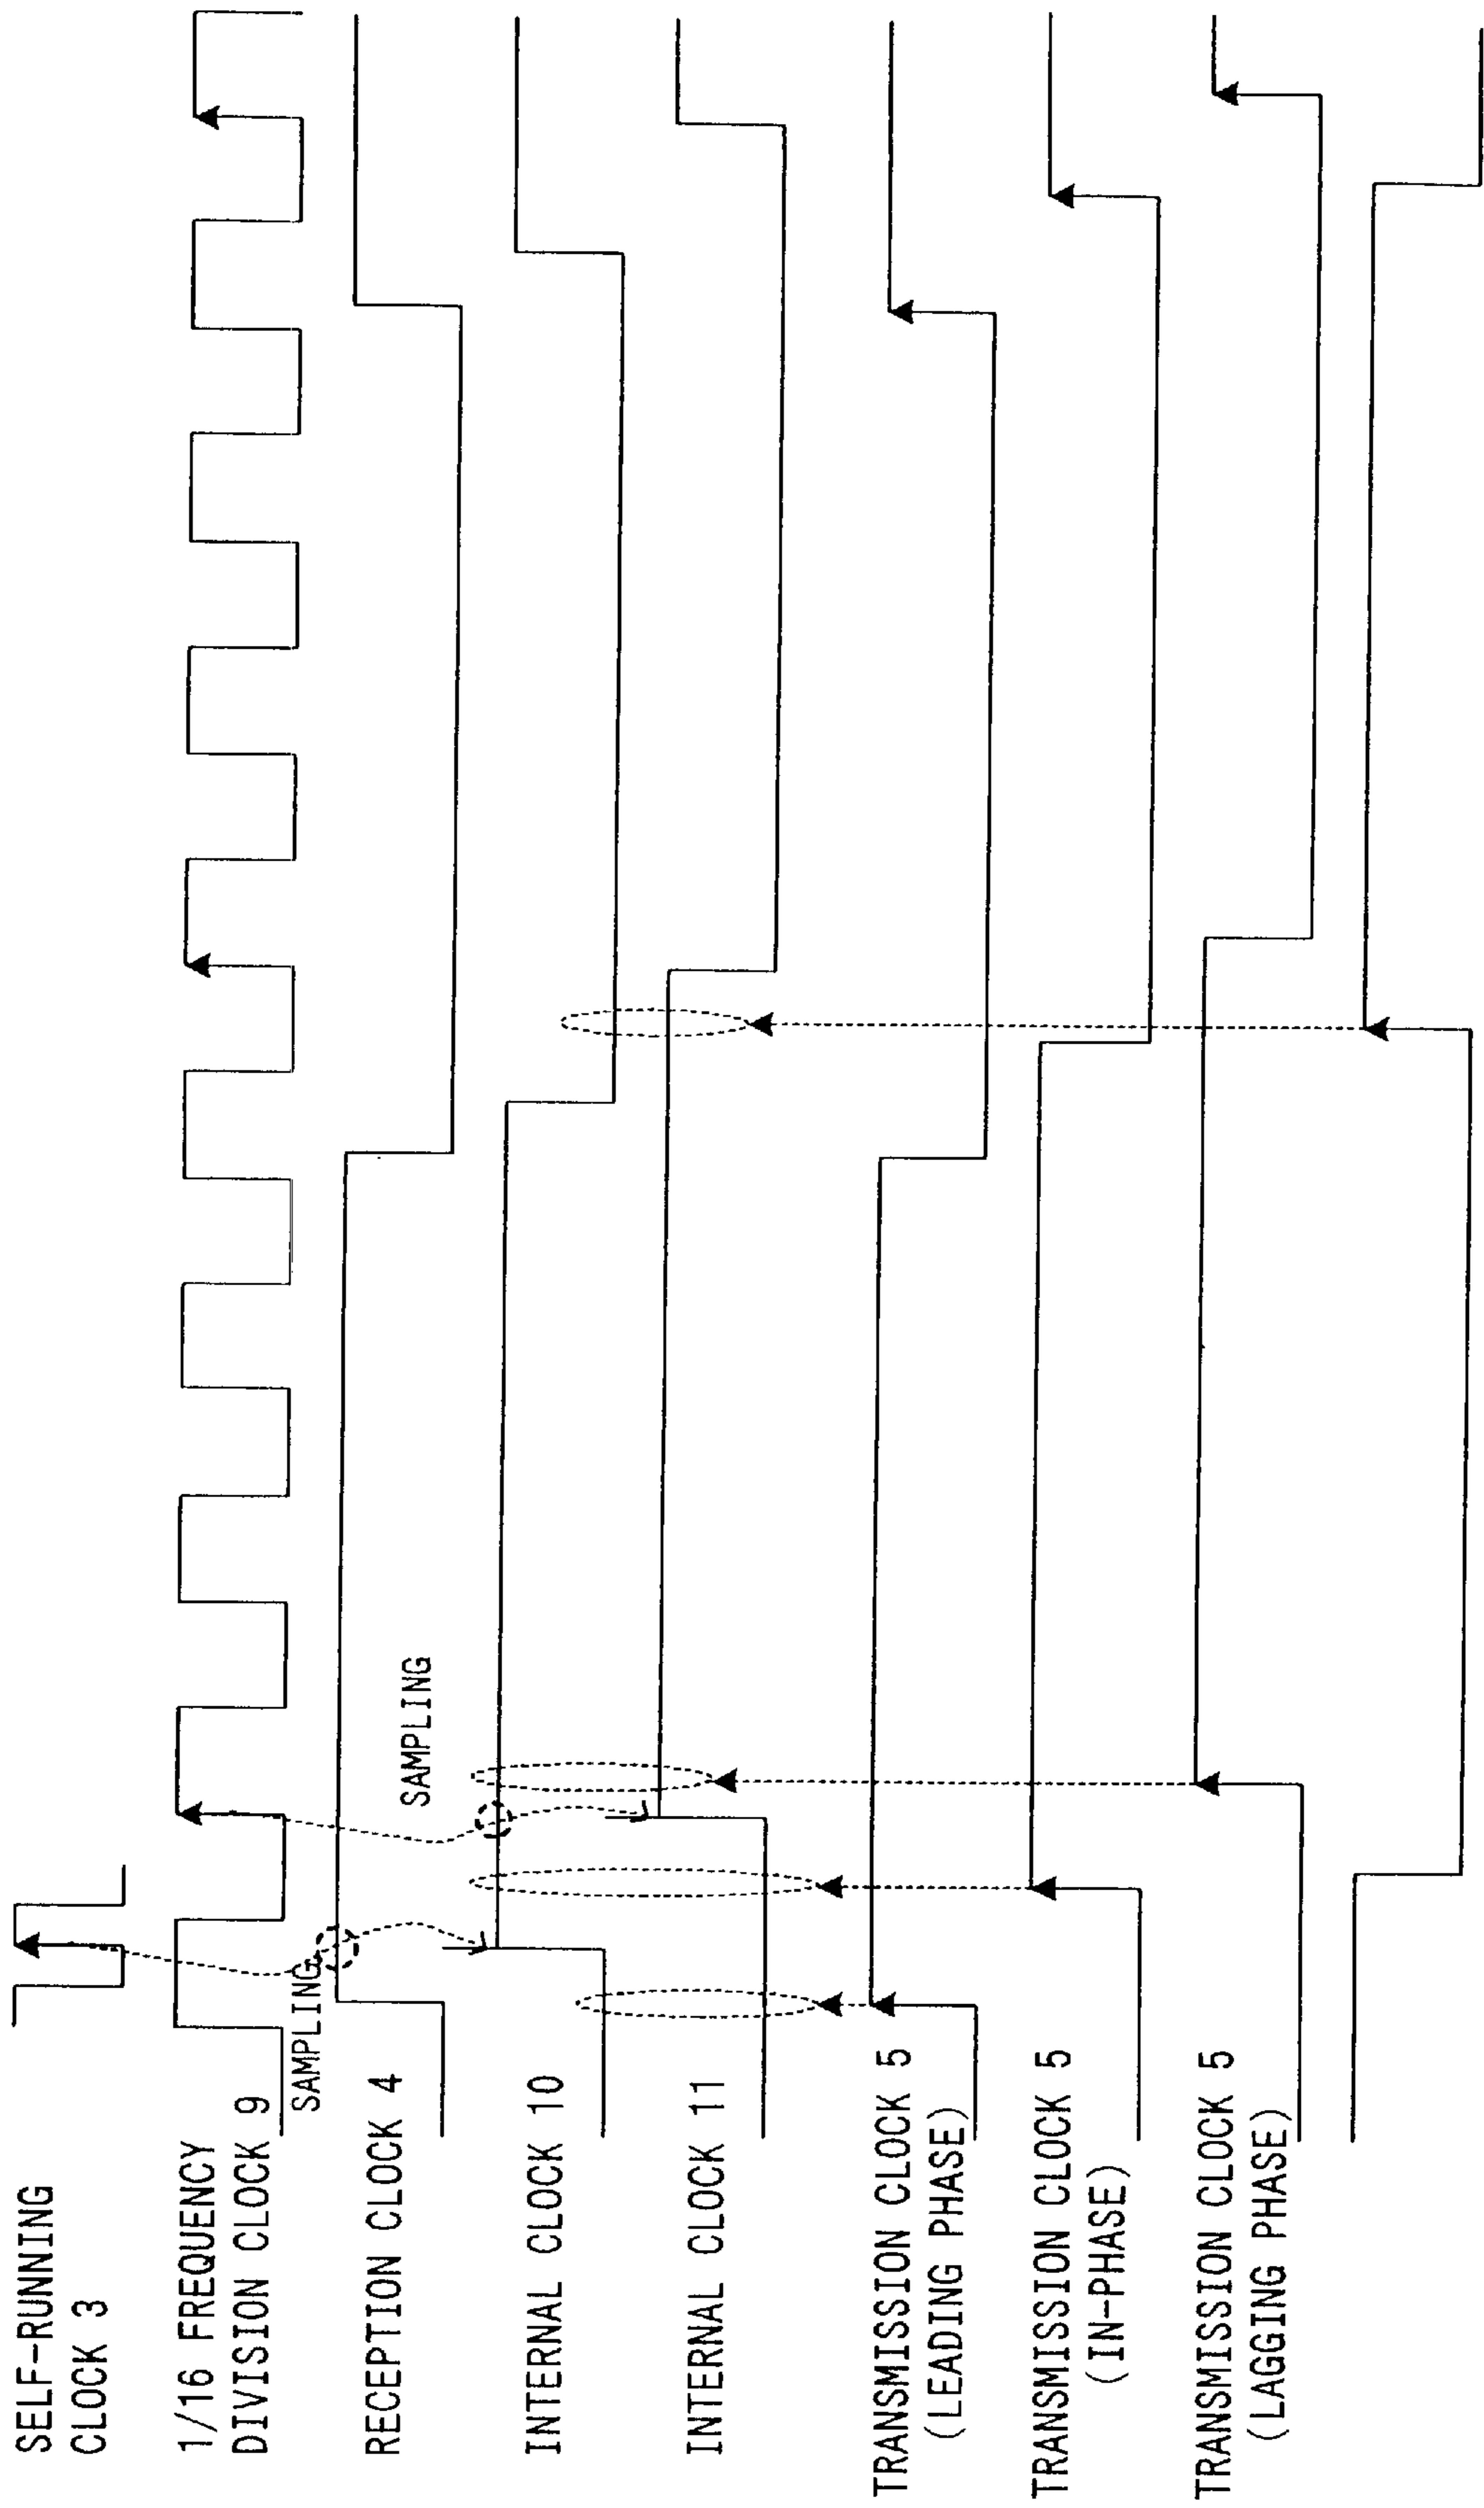 SELF-RUNNING
CLOCK 3
1/16 FREQUENCY
DIVISION CLOCK 9
SAMPLING
RECEPTION CLOCK 4
SAMPLING
INTERNAL CLOCK 10
INTERNAL CLOCK 11
TRANSMISSION CLOCK 5
(LEADING PHASE)
TRANSMISSION CLOCK 5
(IN-PHASE)
TRANSMISSION CLOCK 5
(LAGGING PHASE)